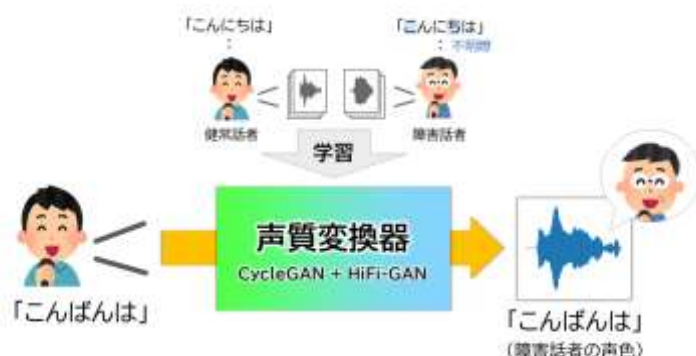 「こんにちは」
「こんにちは」
: 不明瞭
健常話者
障害話者
学習
声質変換器
CycleGAN + HiFi-GAN
「こんばんは」
「こんばんは」
(障害話者の声色)